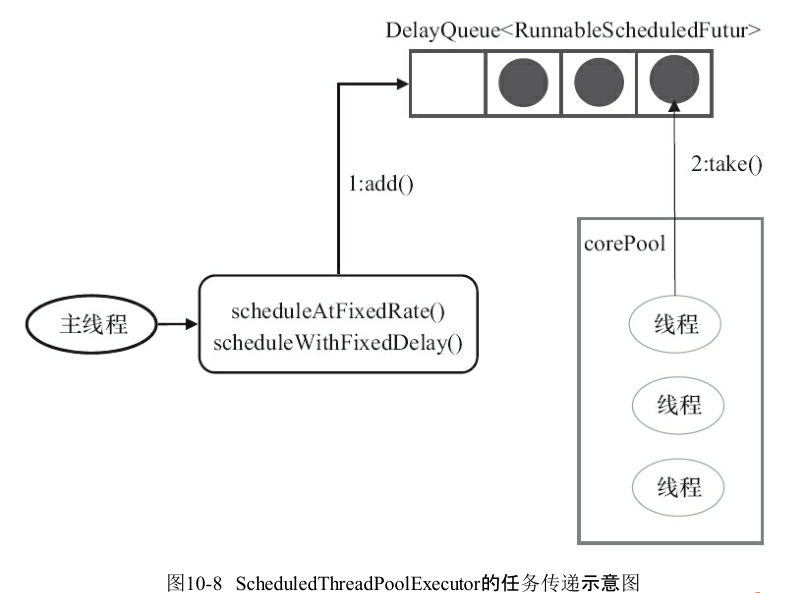 DelayQueue<RunnableScheduledFutur>
1:add()
2:take()
corePool
主线程
scheduleAtFixedRate()
scheduleWithFixedDelay()
线程
线程
线程
图10-8 ScheduledThreadPoolExecutor的任务传递示意图